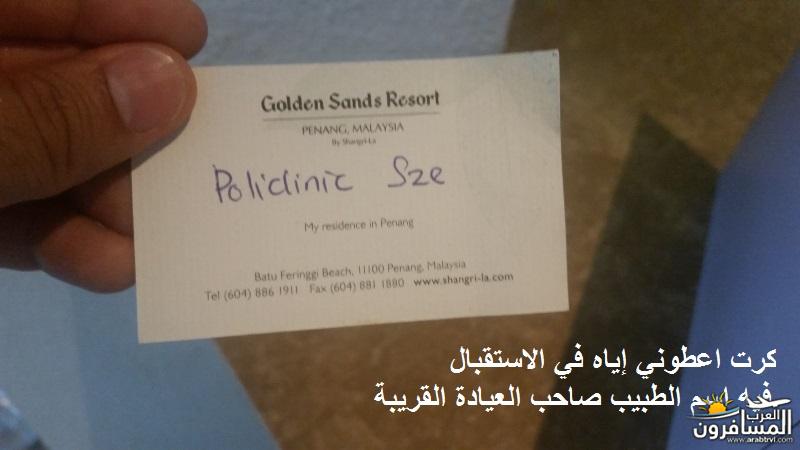 Golden Sands Resort
PENANG, MALAYSIA
By Shangri-La
Policlinic Sze
My residence in Penang
Batu Feringgi Beach, 11100 Penang, Malaysia
Tel (604) 886 1911 Fax (604) 881 1880 www.shangri-la.com
كرت اعطوني إياه في الاستقبال
فيه اسم الطبيب صاحب العيادة القريبة
العرب
المسافرون
www.arabtrvl.com